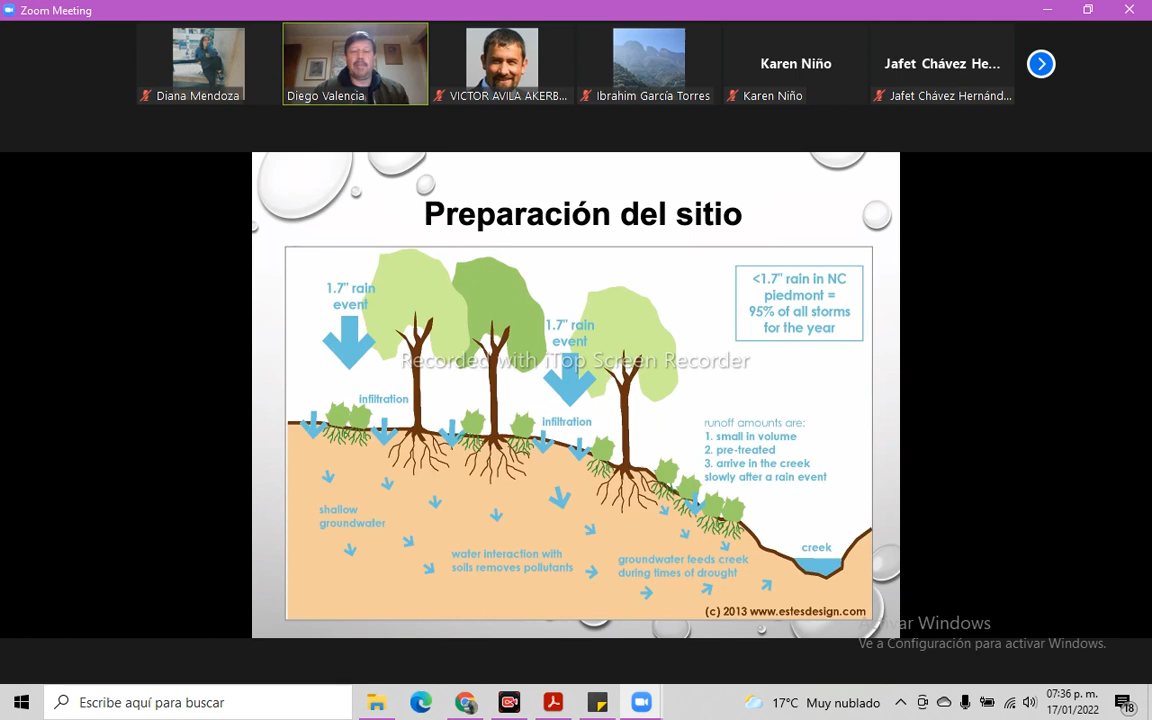 Zoom Meeting
Karen Niño
Jafet Chávez He...
Diana Mendoza
Diego Valencia
VICTOR AVILA AKERB...
Ibrahim García Torres
Karen Niño
Jafet Chávez Hernánd...
Preparación del sitio
1.7" rain
event
1.7" rain
event
<1.7" rain in NC
piedmont =
95% of all storms
for the year
Recorded with iTop Screen Recorder
infiltration
infiltration
runoff amounts are:
1. small in volume
2. pre-treated
3. arrive in the creek
slowly after a rain event
shallow
groundwater
water interaction with
soils removes pollutants
groundwater feeds creek
during times of drought
creek
(c) 2013 www.estesdesign.com
Activar Windows
Ve a Configuración para activar Windows.
Escribe aquí para buscar
17°C Muy nublado
07:36 p. m.
17/01/2022
18